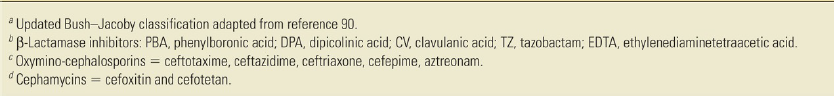 a Updated Bush–Jacoby classification adapted from reference 90.
b β-Lactamase inhibitors: PBA, phenylboronic acid; DPA, dipicolinic acid; CV, clavulanic acid; TZ, tazobactam; EDTA, ethylenediaminetetraacetic acid.
c Oxymino-cephalosporins = ceftotaxime, ceftazidime, ceftriaxone, cefepime, aztreonam.
d Cephamycins = cefoxitin and cefotetan.